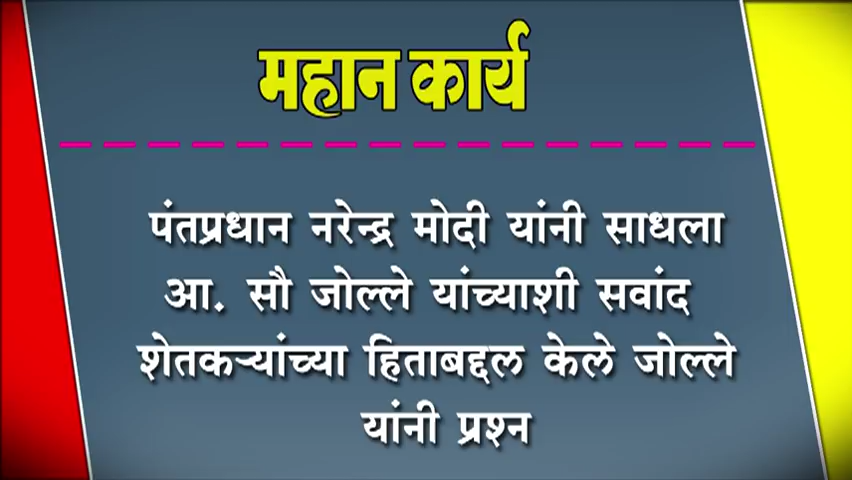 महान कार्य
पंतप्रधान नरेन्द्र मोदी यांनी साधला
आ. सौ जोल्ले यांच्याशी सवांद
शेतकऱ्यांच्या हिताबद्दल केले जोल्ले
यांनी प्रश्न